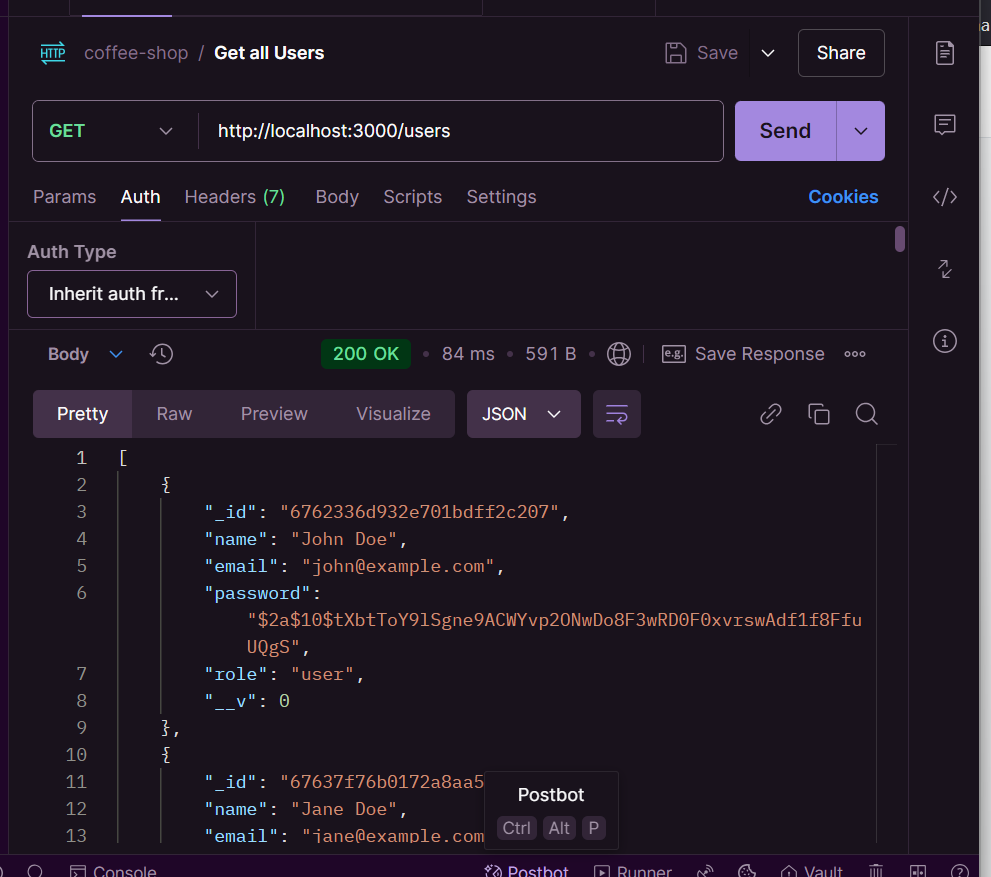 HTTP coffee-shop / Get all Users Save Share
GET http://localhost:3000/users Send
Params Auth Headers (7) Body Scripts Settings Cookies
Auth Type
Inherit auth fr...
Body 200 OK • 84 ms • 591 B • e.g. Save Response
Pretty Raw Preview Visualize JSON
1 [
2 {
3 "_id": "6762336d932e701bdff2c207",
4 "name": "John Doe",
5 "email": "john@example.com",
6 "password":
"$2a$10$tXbtToY9lSgne9ACWYvp2ONwDo8F3wRD0F0xvrswAdf1f8Ffu
UQgS",
7 "role": "user",
8 "__v": 0
9 },
10 {
11 "_id": "67637f76b0172a8aa5
12 "name": "Jane Doe",
13 "email": "jane@example.com
Postbot
Ctrl Alt P
Console Postbot Runner Vault